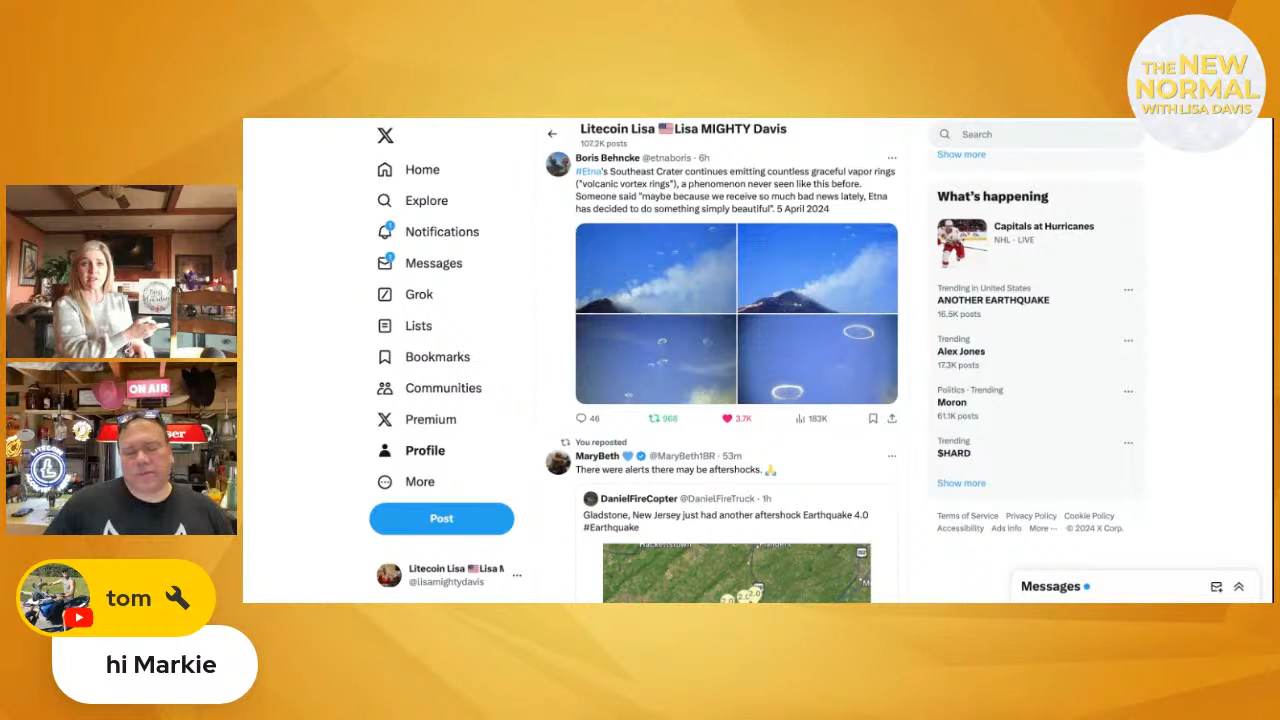 THE NEW
NORMAL
WITH LISA DAVIS
Litecoin Lisa 🇺🇸Lisa MIGHTY Davis
107.2K posts
Search
Home
Explore
1
Notifications
1
Messages
Grok
Lists
Bookmarks
Communities
Premium
Profile
More
Post
Litecoin Lisa 🇺🇸Lisa M
@lisamightydavis
Boris Behncke @etnaboris · 6h
#Etna's Southeast Crater continues emitting countless graceful vapor rings
("volcanic vortex rings"), a phenomenon never seen like this before.
Someone said "maybe because we receive so much bad news lately, Etna
has decided to do something simply beautiful". 5 April 2024
46 968 3.7K 183K
You reposted
MaryBeth 💙 @MaryBeth1BR · 53m
There were alerts there may be aftershocks. 🙏
DanielFireCopter @DanielFireTruck · 1h
Gladstone, New Jersey just had another aftershock Earthquake 4.0
#Earthquake
Hackettstown
Flanders
2.0
Show more
What's happening
Capitals at Hurricanes
NHL · LIVE
Trending in United States
ANOTHER EARTHQUAKE
16.5K posts
Trending
Alex Jones
17.3K posts
Politics · Trending
Moron
61.1K posts
Trending
$HARD
Show more
Terms of Service Privacy Policy Cookie Policy
Accessibility Ads info More ··· © 2024 X Corp.
Messages
ON AIR
LITECOIN
tom
hi Markie